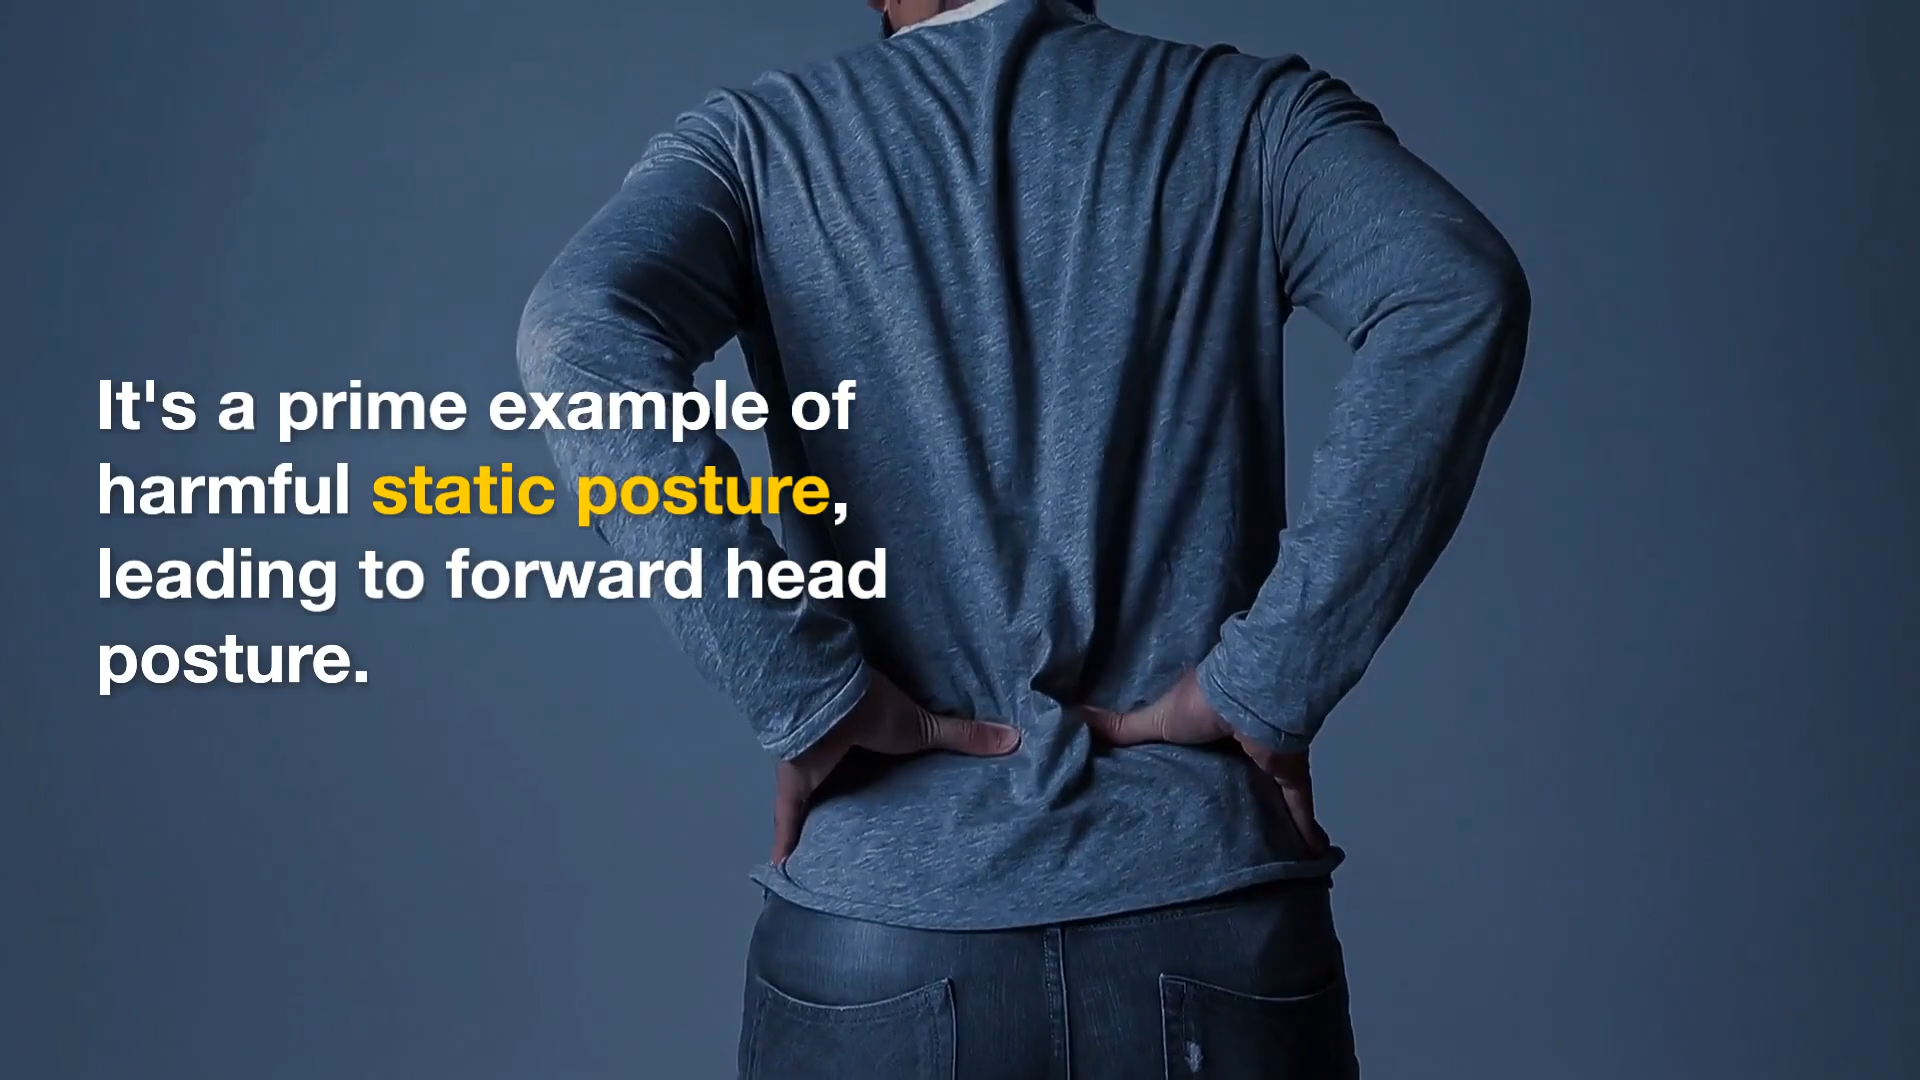 It's a prime example of
harmful static posture,
leading to forward head
posture.